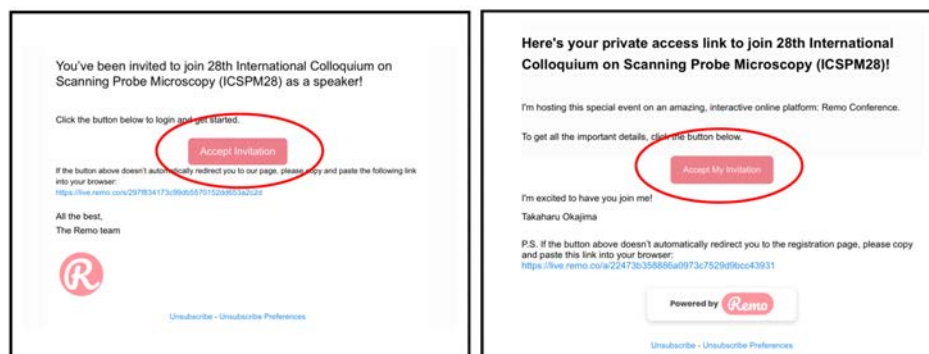 You've been invited to join 28th International Colloquium on
Scanning Probe Microscopy (ICSPM28) as a speaker!
Click the button below to login and get started.
Accept Invitation
If the button above doesn't automatically redirect you to our page, please copy and paste the following link
into your browser:
All the best,
The Remo team
R
Unsubscribe - Unsubscribe Preferences
Here's your private access link to join 28th International
Colloquium on Scanning Probe Microscopy (ICSPM28)!
I'm hosting this special event on an amazing, interactive online platform: Remo Conference.
To get all the important details, click the button below.
Accept My Invitation
I'm excited to have you join me!
Takaharu Okajima
P.S. If the button above doesn't automatically redirect you to the registration page, please copy
and paste this link into your browser:
https://live.remo.co/a/22473b358886a0973c7529d9bcc43931
Powered by Remo
Unsubscribe - Unsubscribe Preferences